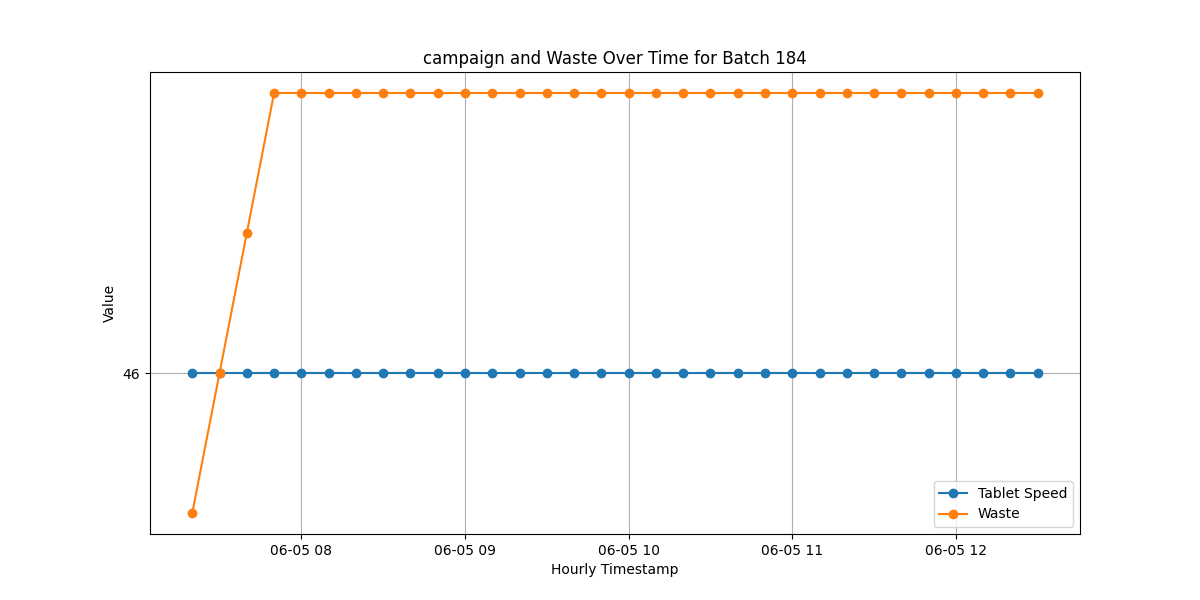 campaign and Waste Over Time for Batch 184
Value
46
Tablet Speed
Waste
06-05 08
06-05 09
06-05 10
06-05 11
06-05 12
Hourly Timestamp